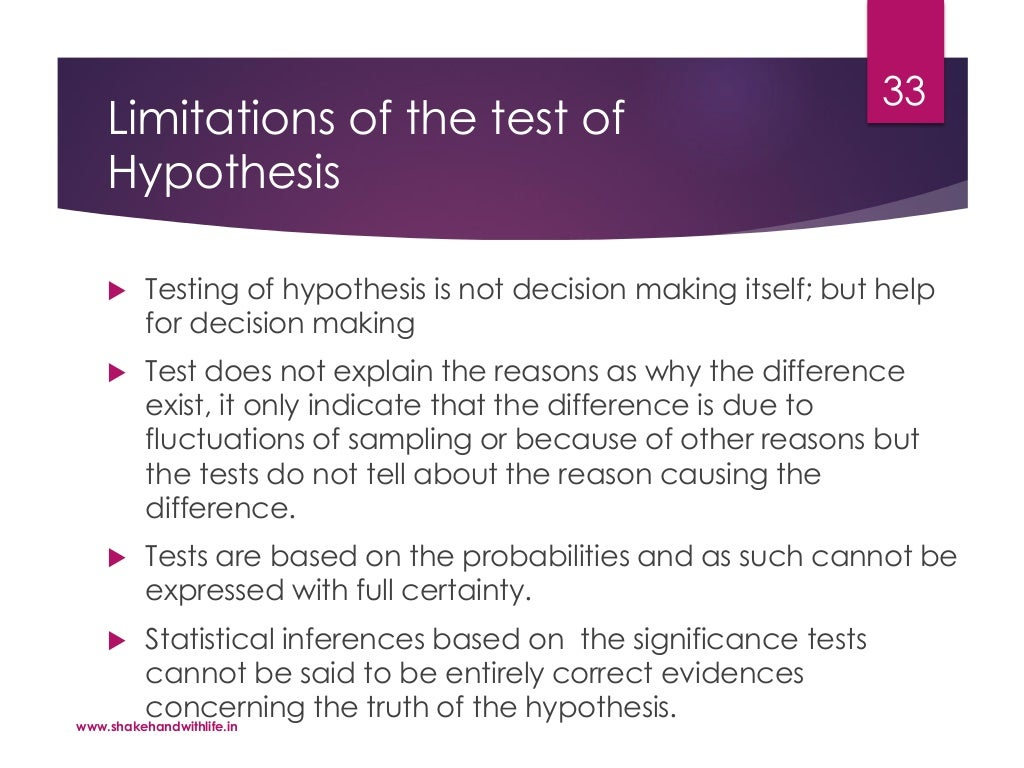 33
Limitations of the test of
Hypothesis
Testing of hypothesis is not decision making itself; but help
for decision making
Test does not explain the reasons as why the difference
exist, it only indicate that the difference is due to
fluctuations of sampling or because of other reasons but
the tests do not tell about the reason causing the
difference.
Tests are based on the probabilities and as such cannot be
expressed with full certainty.
Statistical inferences based on  the significance tests
cannot be said to be entirely correct evidences
concerning the truth of the hypothesis.
www.shakehandwithlife.in